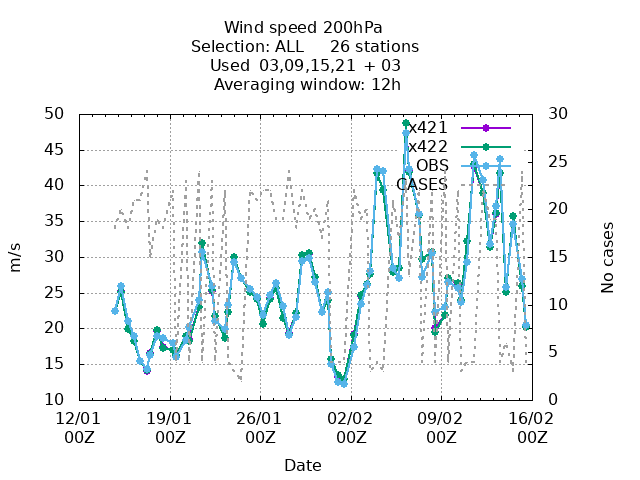 Wind speed 200hPa
Selection: ALL     26 stations
Used 03,09,15,21 + 03
Averaging window: 12h
50
45
40
35
30
25
20
15
10
30
25
20
15
10
5
0
x421
x422
OBS
CASES
m/s
No cases
12/01 19/01 26/01 02/02 09/02 16/02
00Z 00Z 00Z 00Z 00Z 00Z
Date